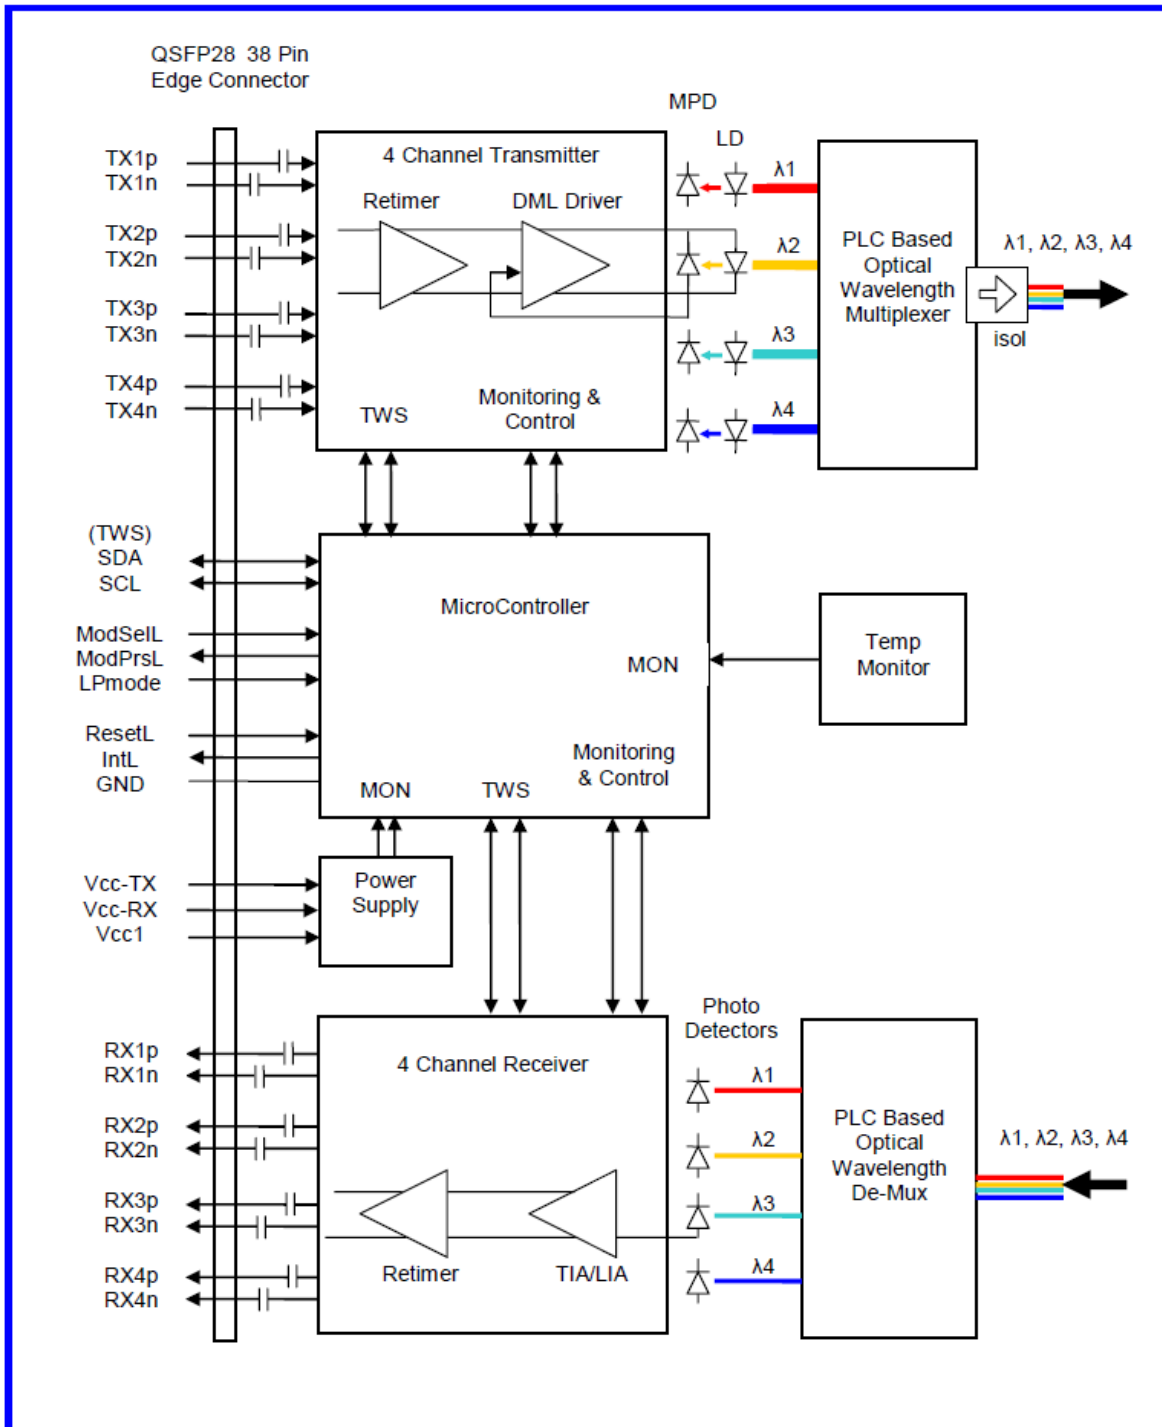 QSFP28 38 Pin
Edge Connector
MPD
LD
TX1p
TX1n
TX2p
TX2n
TX3p
TX3n
TX4p
TX4n
4 Channel Transmitter
Retimer
DML Driver
TWS
Monitoring &
Control
λ1
λ2
λ3
λ4
PLC Based
Optical
Wavelength
Multiplexer
λ1, λ2, λ3, λ4
isol
(TWS)
SDA
SCL
ModSelL
ModPrsL
LPmode
ResetL
IntL
GND
MicroController
MON
Monitoring
& Control
MON
TWS
Temp
Monitor
Vcc-TX
Vcc-RX
Vcc1
Power
Supply
RX1p
RX1n
RX2p
RX2n
RX3p
RX3n
RX4p
RX4n
4 Channel Receiver
Retimer
TIA/LIA
Photo
Detectors
λ1
λ2
λ3
λ4
PLC Based
Optical
Wavelength
De-Mux
λ1, λ2, λ3, λ4